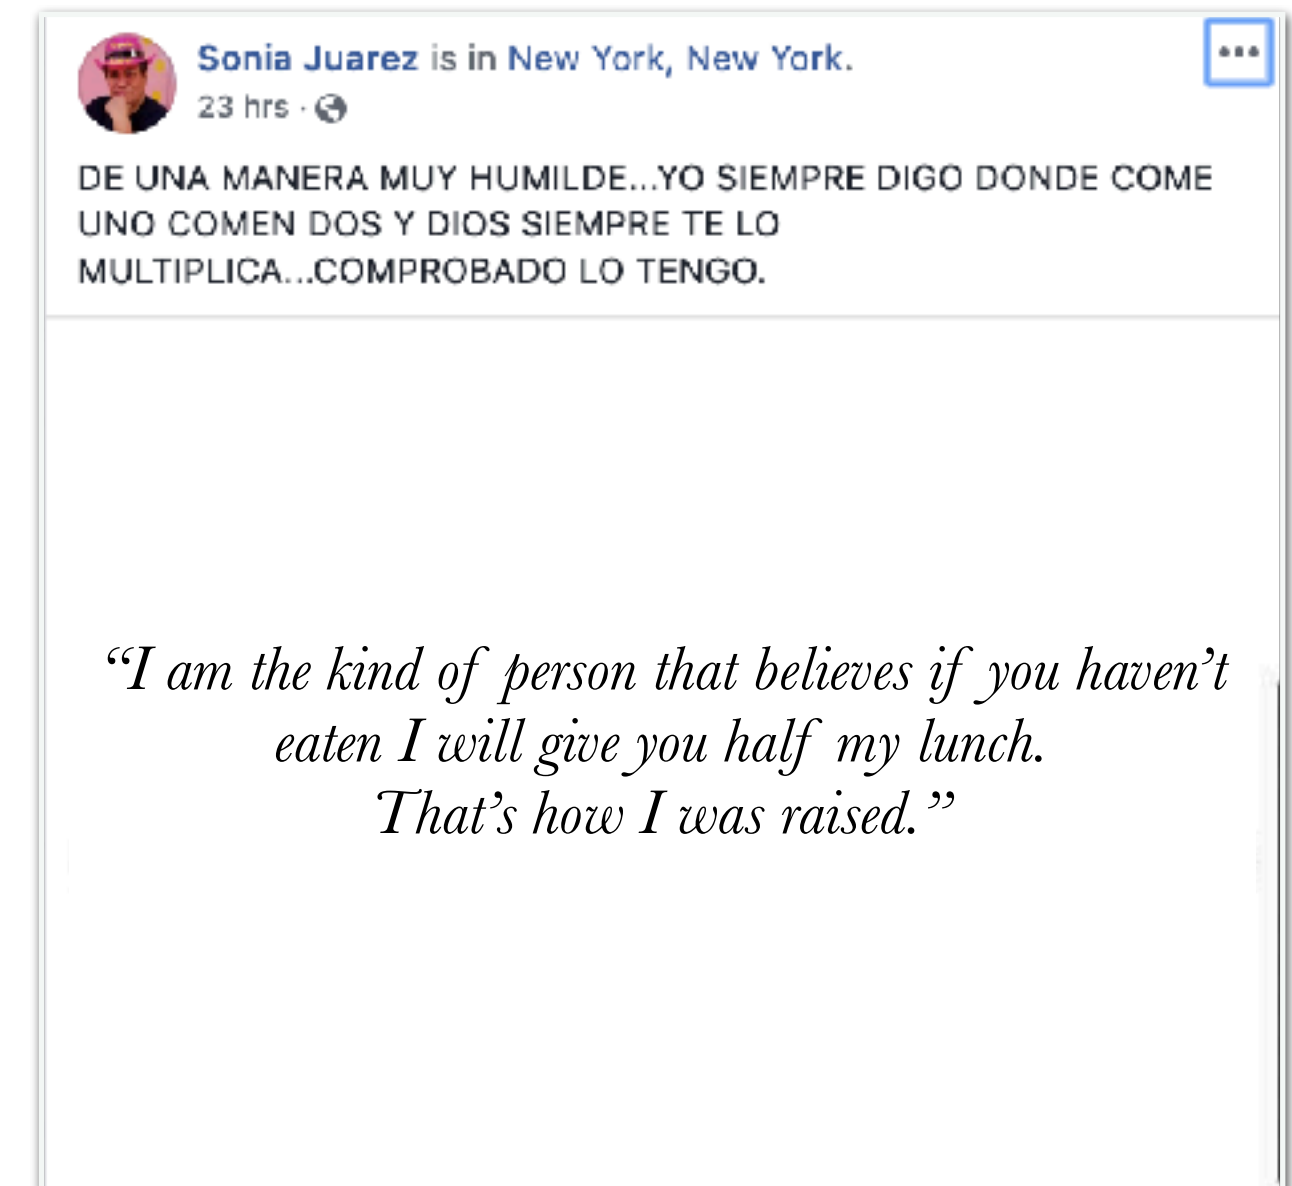 Sonia Juarez is in New York, New York.
23 hrs ·
DE UNA MANERA MUY HUMILDE...YO SIEMPRE DIGO DONDE COME
UNO COMEN DOS Y DIOS SIEMPRE TE LO
MULTIPLICA...COMPROBADO LO TENGO.
“I am the kind of person that believes if you haven’t
eaten I will give you half my lunch.
That’s how I was raised.”